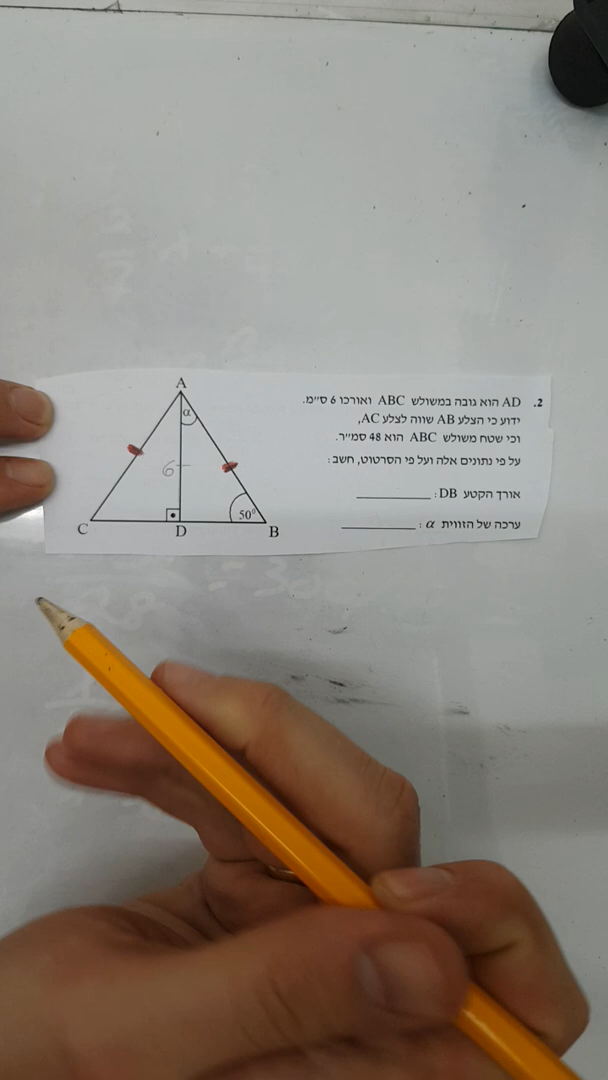 2. AD הוא גובה במשולש ABC ואורכו 6 ס״מ.
ידוע כי הצלע AB שווה לצלע AC,
וכי שטח משולש ABC הוא 48 סמ״ר.
על פי נתונים אלה ועל פי הסרטוט, חשב:
אורך הקטע DB: ________
ערכה של הזווית α: ________
A
α
6
50°
C
D
B